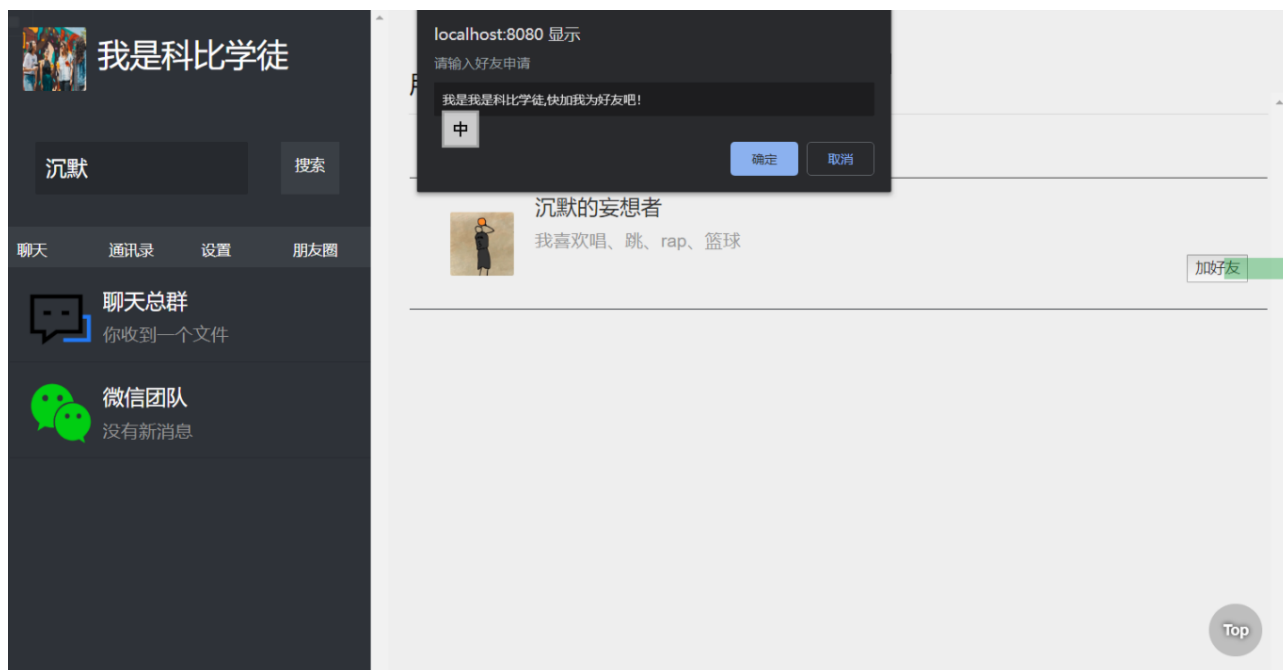 我是科比学徒
沉默
搜索
聊天 通讯录 设置 朋友圈
聊天总群
你收到一个文件
微信团队
没有新消息
localhost:8080 显示
请输入好友申请
我是我是科比学徒,快加我为好友吧!
中
确定 取消
沉默的妄想者
我喜欢唱、跳、rap、篮球
加好友
Top